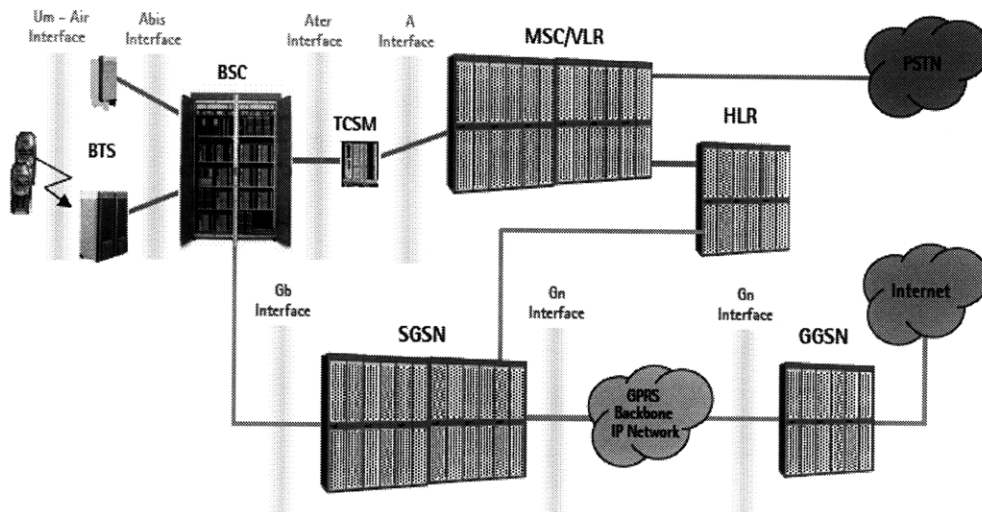 Um – Air
Interface
Abis
Interface
Ater
Interface
A
Interface
MSC/VLR
PSTN
BSC
TCSM
HLR
BTS
Gb
Interface
Gn
Interface
Gn
Interface
Internet
SGSN
GGSN
GPRS
Backbone
IP Network